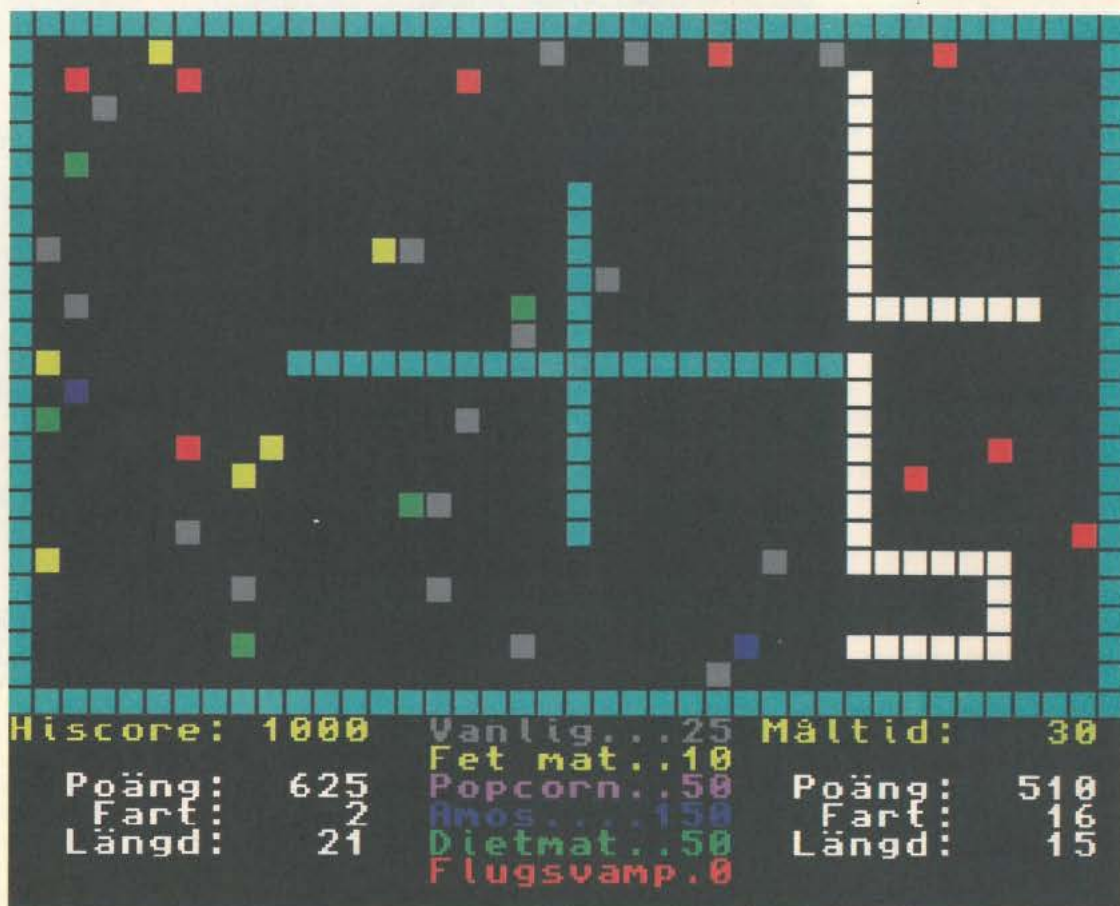 Hiscore: 1000 Vanlig...25 Måltid: 30
Fet mat..10
Poäng: 625 Popcorn..50 Poäng: 510
Fart: 2 Amos....150 Fart: 16
Längd: 21 Dietmat..50 Längd: 15
Flugsvamp.0